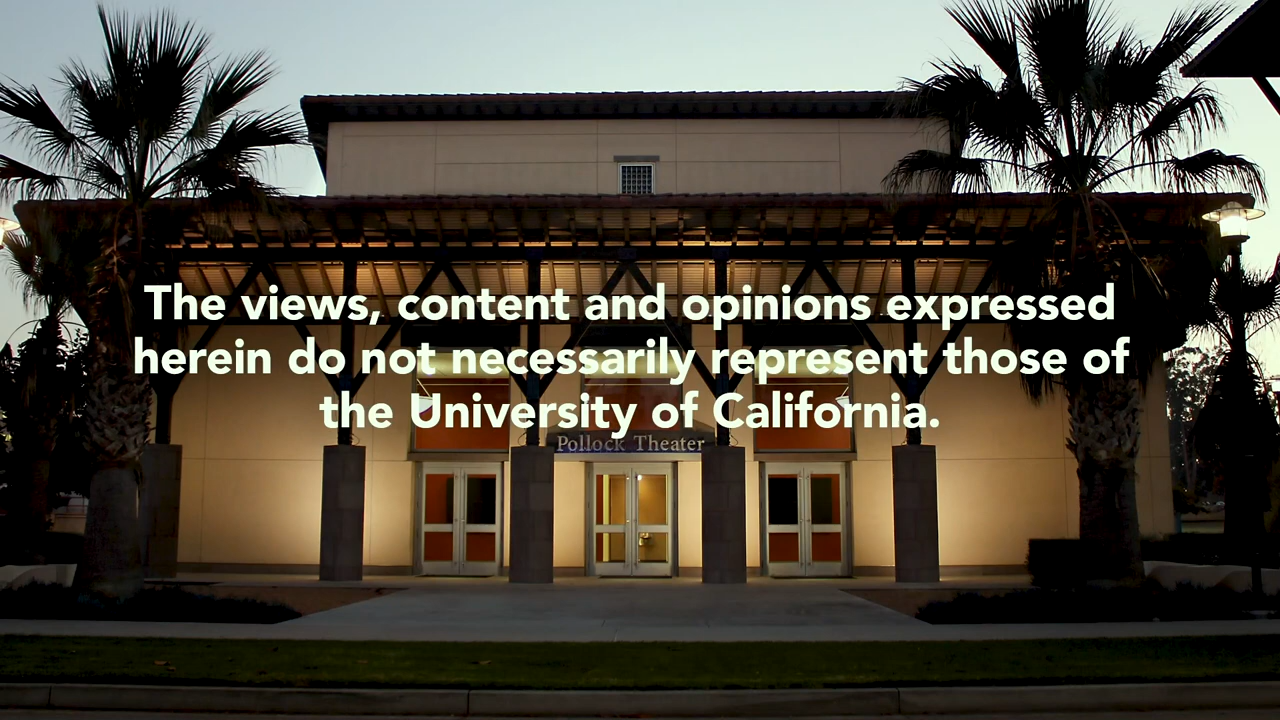 The views, content and opinions expressed
herein do not necessarily represent those of
the University of California.
Pollock Theater